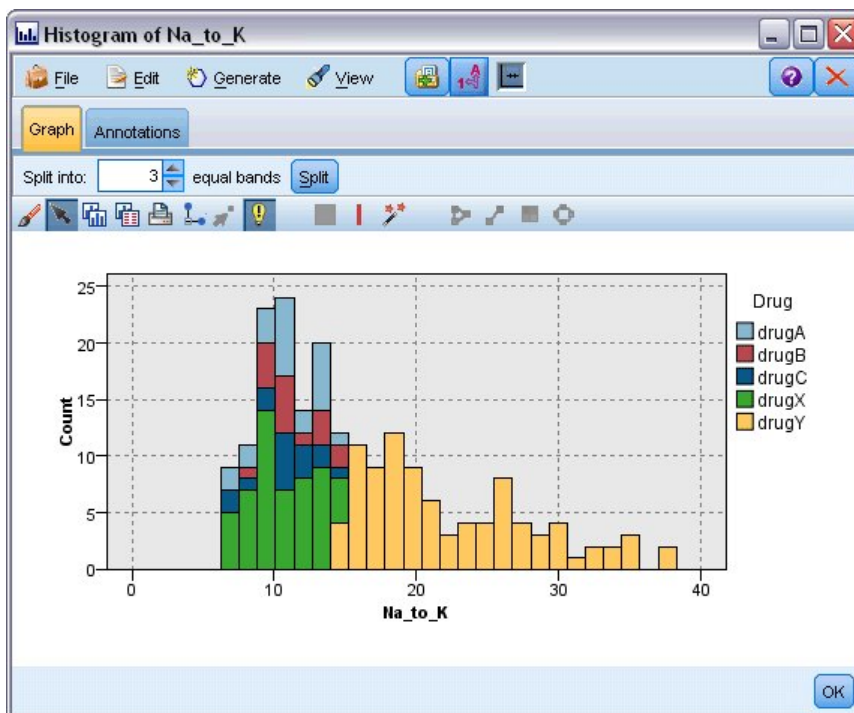 Histogram of Na_to_K
File Edit Generate View
Graph Annotations
Split into: 3 equal bands Split
Drug
drugA
drugB
drugC
drugX
drugY
25
20
15
10
5
0
Count
0 10 20 30 40
Na_to_K
OK